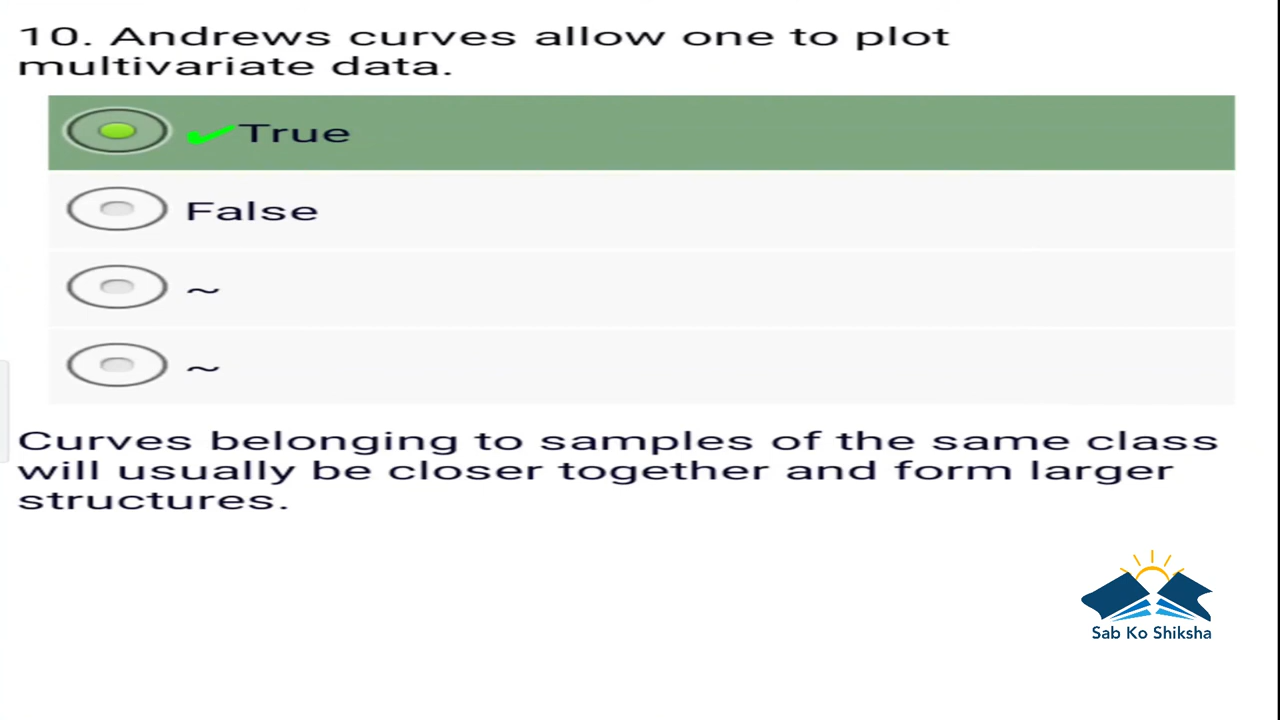 10. Andrews curves allow one to plot
multivariate data.
✔True
False
~
~
Curves belonging to samples of the same class
will usually be closer together and form larger
structures.
Sab Ko Shiksha